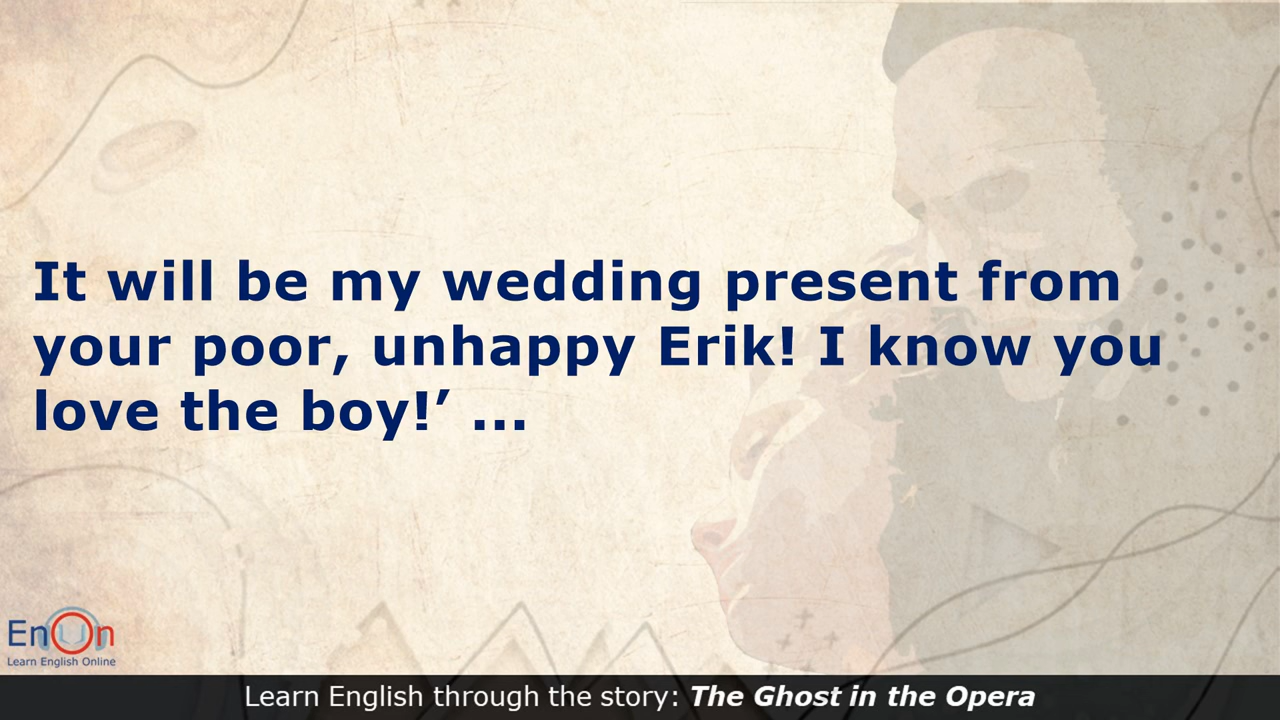 It will be my wedding present from
your poor, unhappy Erik! I know you
love the boy!’ ...
EnOn
Learn English Online
Learn English through the story: The Ghost in the Opera